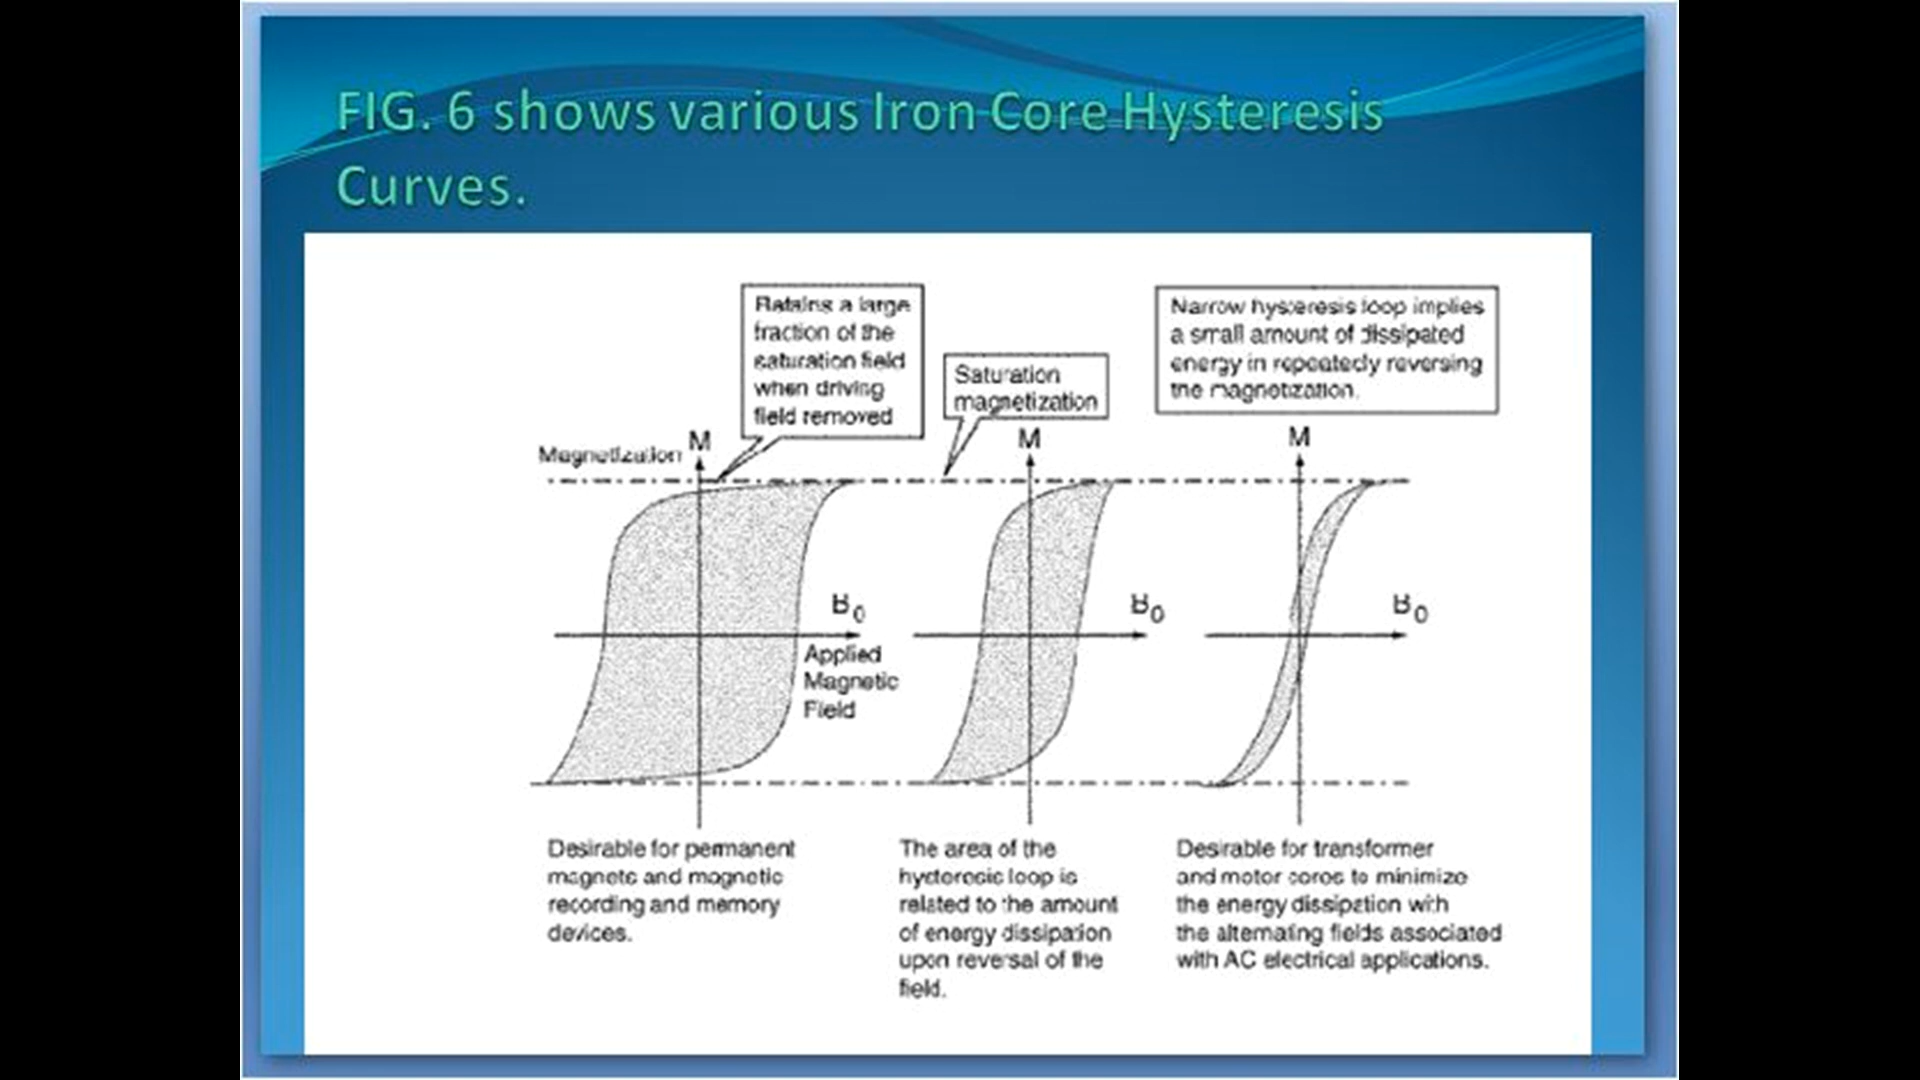 FIG. 6 shows various Iron Core Hysteresis
Curves.
Retains a large
fraction of the
saturation field
when driving
field removed
Saturation
magnetization
Narrow hysteresis loop implies
a small amount of dissipated
energy in repeatedly reversing
the magnetization.
Magnetization
M
M
M
B0
B0
B0
Applied
Magnetic
Field
Desirable for permanent
magnets and magnetic
recording and memory
devices.
The area of the
hysteresis loop is
related to the amount
of energy dissipation
upon reversal of the
field.
Desirable for transformer
and motor cores to minimize
the energy dissipation with
the alternating fields associated
with AC electrical applications.